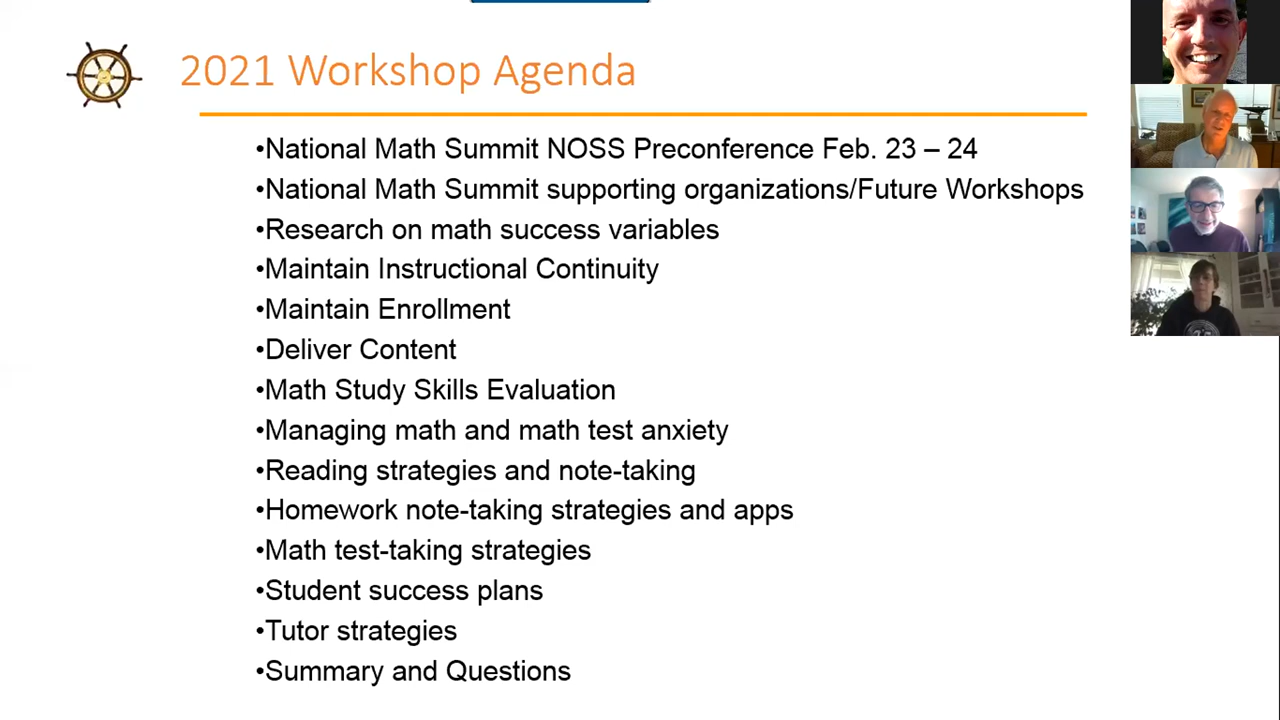 2021 Workshop Agenda
•National Math Summit NOSS Preconference Feb. 23 – 24
•National Math Summit supporting organizations/Future Workshops
•Research on math success variables
•Maintain Instructional Continuity
•Maintain Enrollment
•Deliver Content
•Math Study Skills Evaluation
•Managing math and math test anxiety
•Reading strategies and note-taking
•Homework note-taking strategies and apps
•Math test-taking strategies
•Student success plans
•Tutor strategies
•Summary and Questions